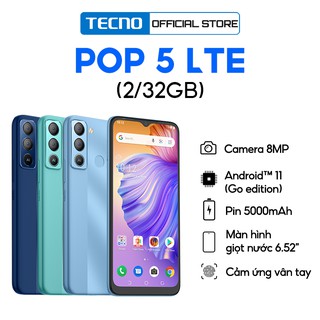 TECNO OFFICIAL STORE
POP 5 LTE
(2/32GB)
Camera 8MP
Android™ 11
(Go edition)
Pin 5000mAh
Màn hình
giọt nước 6.52"
Cảm ứng vân tay